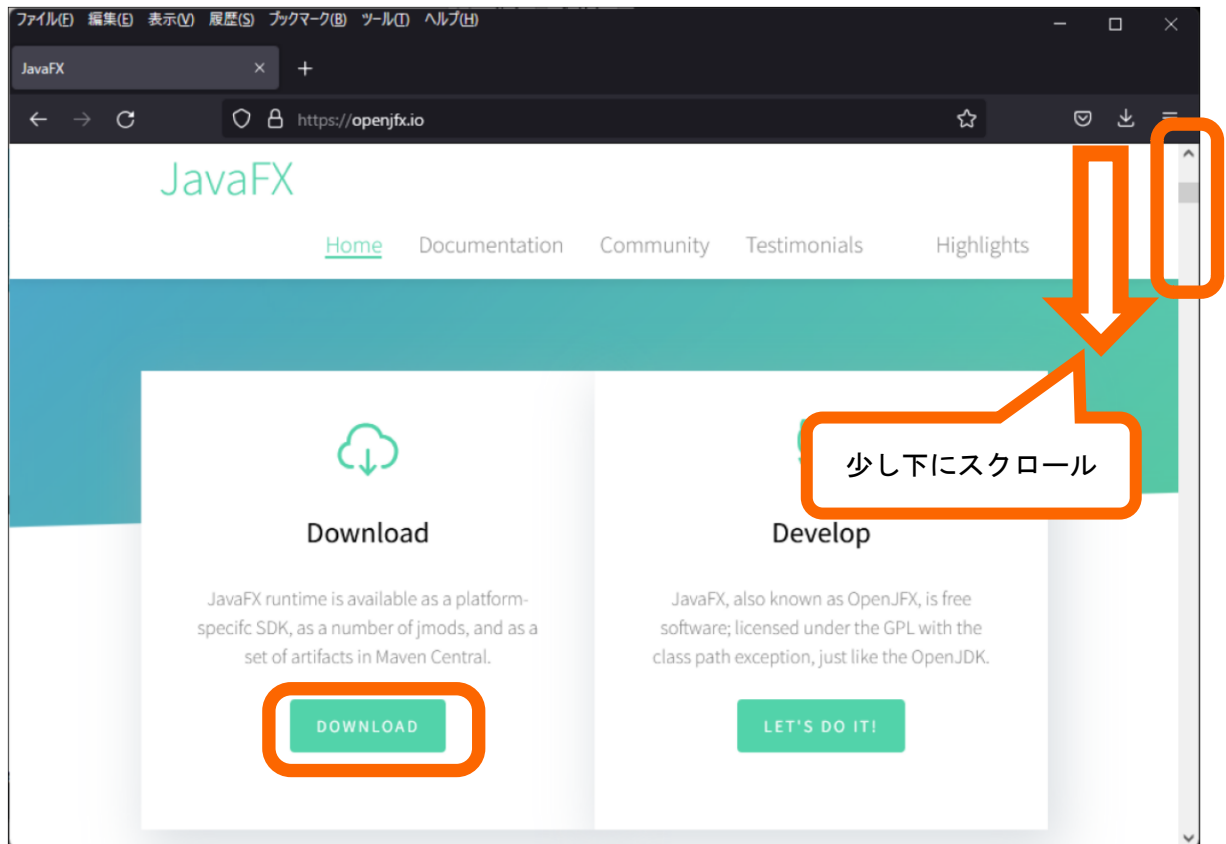 ファイル(F) 編集(E) 表示(V) 履歴(S) ブックマーク(B) ツール(T) ヘルプ(H)
JavaFX
https://openjfx.io
JavaFX
Home Documentation Community Testimonials Highlights
少し下にスクロール
Download
JavaFX runtime is available as a platform-
specifc SDK, as a number of jmods, and as a
set of artifacts in Maven Central.
DOWNLOAD
Develop
JavaFX, also known as OpenJFX, is free
software; licensed under the GPL with the
class path exception, just like the OpenJDK.
LET'S DO IT!